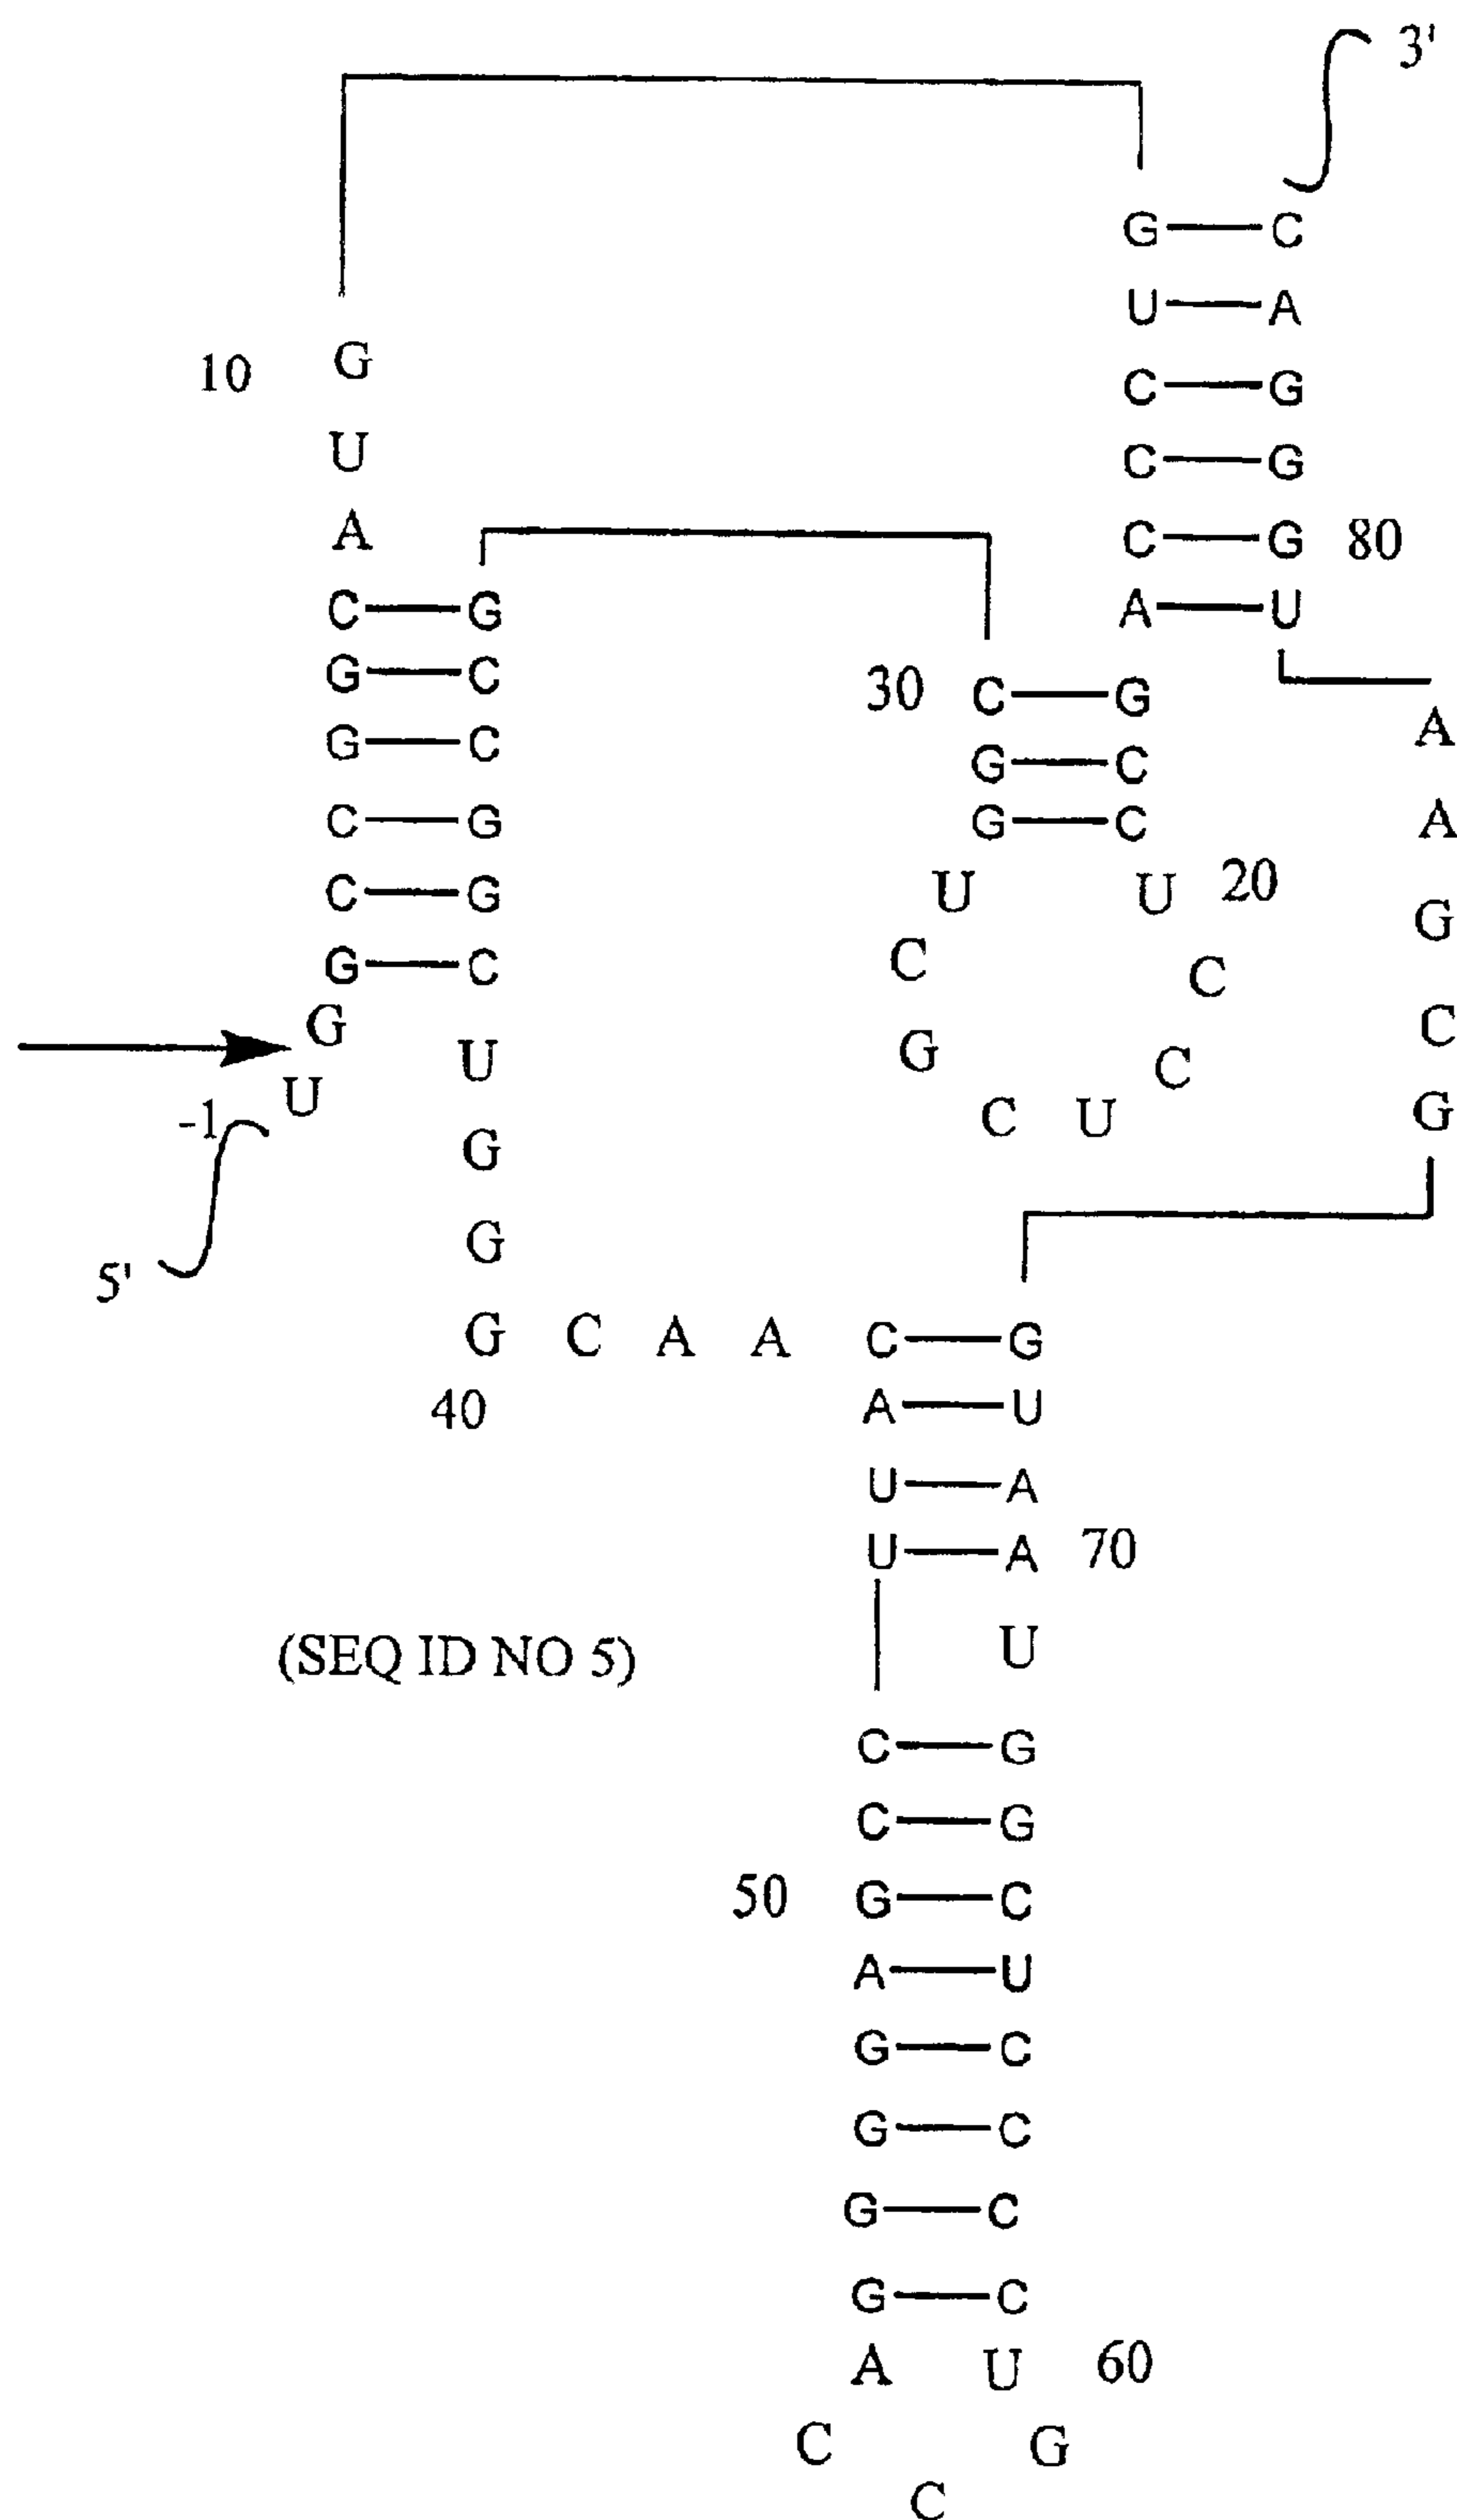 3'
G C
U A
10 G C G
U C G
A C G 80
C G A U
G C 30 C G A
G C G C A
C G G C
C G U U 20 G
G C C C
G U G C C
-1 U C U G
G
5' G
G C A A C G
40 A U
U A
U A 70
(SEQ ID NO 5) U
C G
C G
50 G C
A U
G C
G C
G C
G C
A U 60
C G
C